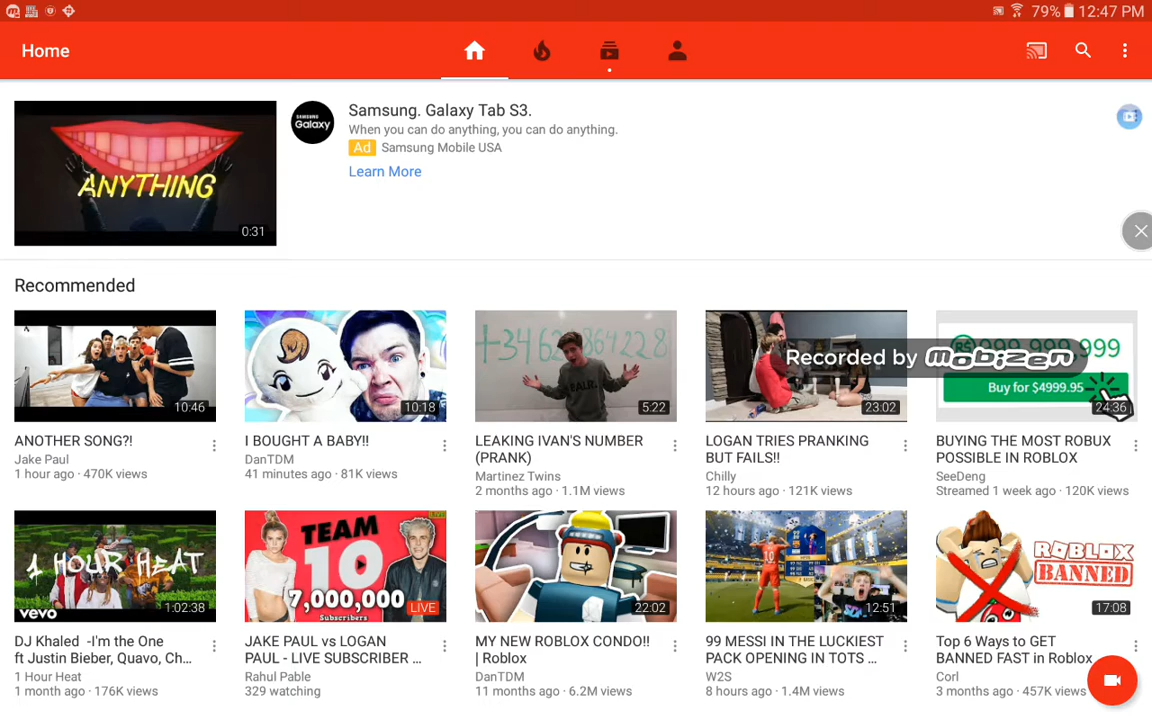 79% 12:47 PM
Home
ANYTHING
0:31
SAMSUNG
Galaxy
Samsung. Galaxy Tab S3.
When you can do anything, you can do anything.
Ad Samsung Mobile USA
Learn More
Recommended
10:46
10:18
5:22
23:02
Recorded by mobizen
Buy for $4999.95
24:36
ANOTHER SONG?!
Jake Paul
1 hour ago · 470K views
I BOUGHT A BABY!!
DanTDM
41 minutes ago · 81K views
LEAKING IVAN'S NUMBER
(PRANK)
Martinez Twins
2 months ago · 1.1M views
LOGAN TRIES PRANKING
BUT FAILS!!
Chilly
12 hours ago · 121K views
BUYING THE MOST ROBUX
POSSIBLE IN ROBLOX
SeeDeng
Streamed 1 week ago · 120K views
1 HOUR HEAT
vevo
1:02:38
TEAM
10
7,000,000
Subscribers
LIVE
22:02
12:51
ROBLOX
BANNED
17:08
DJ Khaled -I'm the One
ft Justin Bieber, Quavo, Ch...
1 Hour Heat
1 month ago · 176K views
JAKE PAUL vs LOGAN
PAUL - LIVE SUBSCRIBER ...
Rahul Pable
329 watching
MY NEW ROBLOX CONDO!!
| Roblox
DanTDM
11 months ago · 6.2M views
99 MESSI IN THE LUCKIEST
PACK OPENING IN TOTS ...
W2S
8 hours ago · 1.4M views
Top 6 Ways to GET
BANNED FAST in Roblox
Corl
3 months ago · 457K views